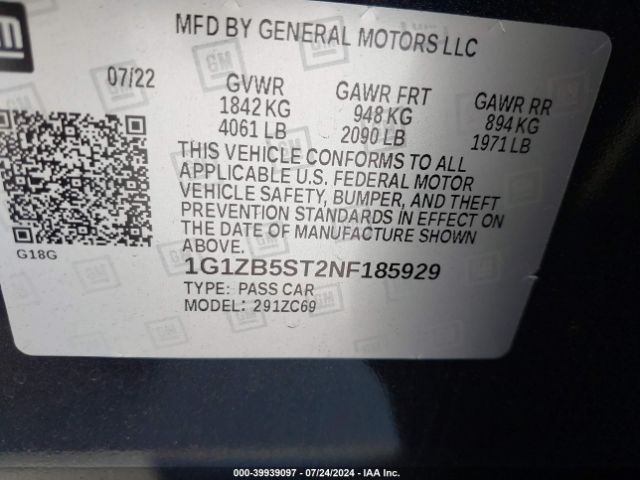 GM
MFD BY GENERAL MOTORS LLC
07/22
GVWR
1842 KG
4061 LB
GAWR FRT
948 KG
2090 LB
GAWR RR
894 KG
1971 LB
THIS VEHICLE CONFORMS TO ALL
APPLICABLE U.S. FEDERAL MOTOR
VEHICLE SAFETY, BUMPER, AND THEFT
PREVENTION STANDARDS IN EFFECT ON
THE DATE OF MANUFACTURE SHOWN
ABOVE.
G18G
1G1ZB5ST2NF185929
TYPE: PASS CAR
MODEL: 291ZC69
© COPY: 39939097 - 07/24/2024 - IAA Inc.